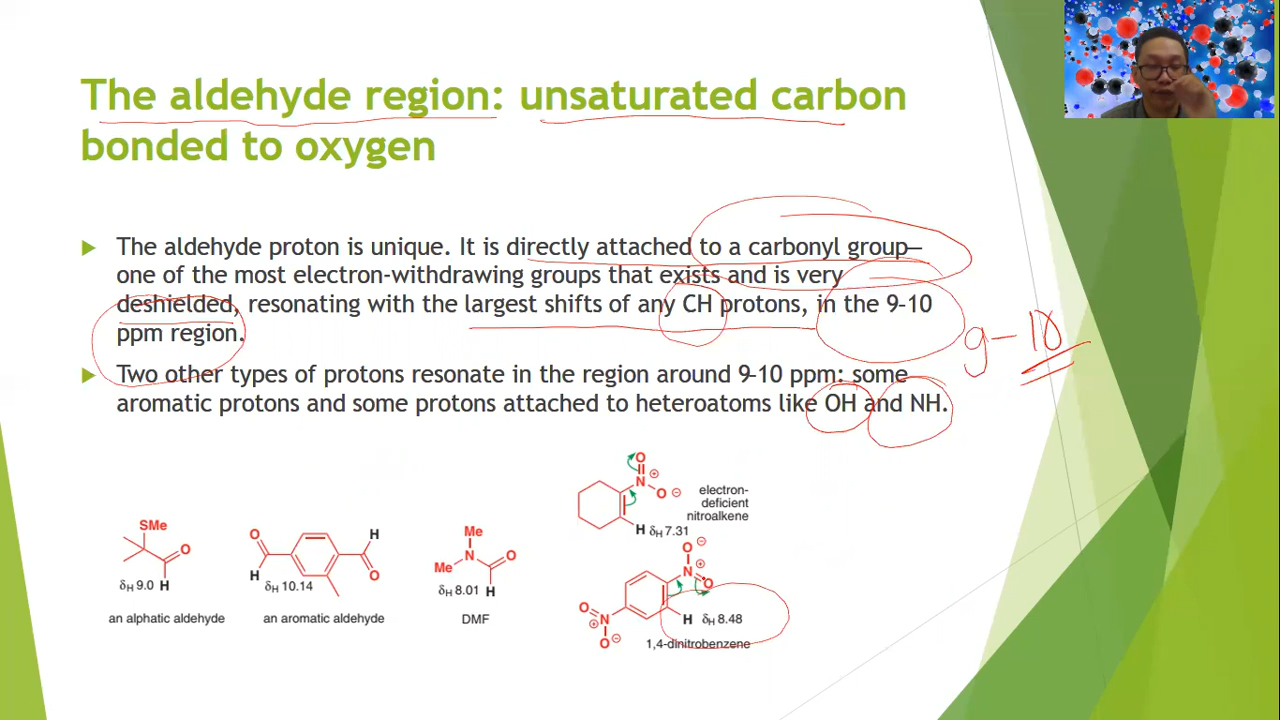 The aldehyde region: unsaturated carbon
bonded to oxygen
The aldehyde proton is unique. It is directly attached to a carbonyl group—
one of the most electron-withdrawing groups that exists and is very
deshielded, resonating with the largest shifts of any CH protons, in the 9-10
ppm region.
9-10
Two other types of protons resonate in the region around 9-10 ppm: some
aromatic protons and some protons attached to heteroatoms like OH and NH.
SMe
O
δH 9.0 H
an alphatic aldehyde
O
H
H
δH 10.14
O
an aromatic aldehyde
Me
N
Me
O
δH 8.01 H
DMF
O
N ⊕
O ⊖
H δH 7.31
electron-
deficient
nitroalkene
O ⊖
⊕
N
O
O
N
⊕
O ⊖
H δH 8.48
1,4-dinitrobenzene